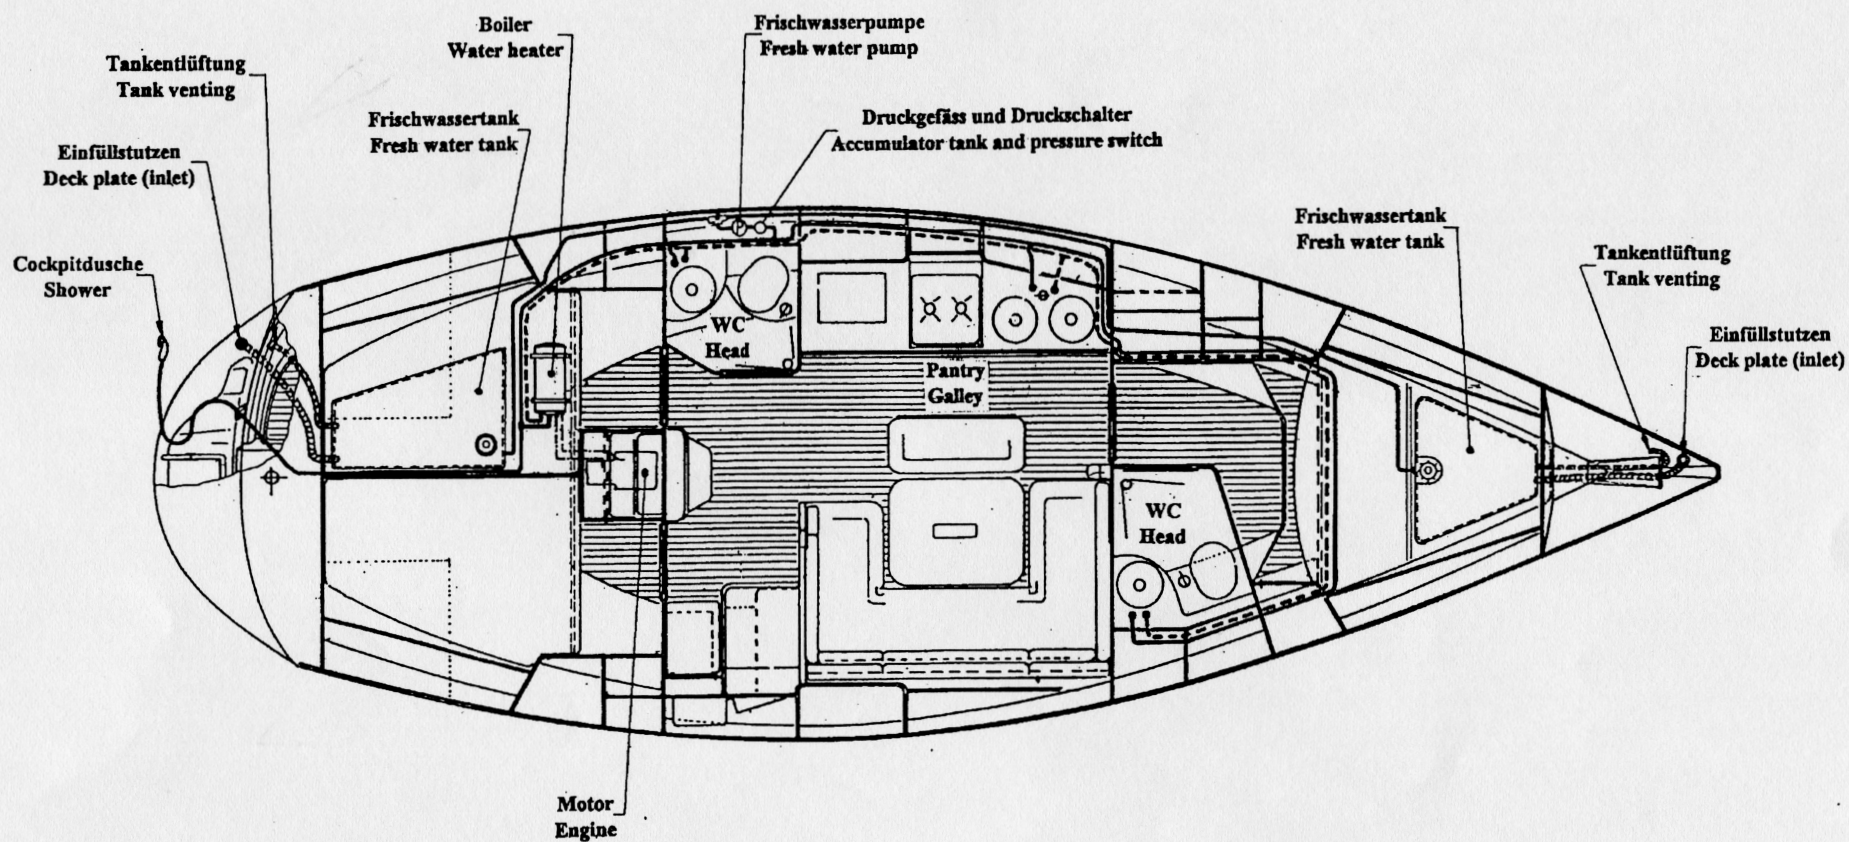 Boiler
Water heater
Frischwasserpumpe
Fresh water pump
Tankentlüftung
Tank venting
Frischwassertank
Fresh water tank
Druckgefäss und Druckschalter
Accumulator tank and pressure switch
Einfüllstutzen
Deck plate (inlet)
Cockpitdusche
Shower
Frischwassertank
Fresh water tank
Tankentlüftung
Tank venting
Einfüllstutzen
Deck plate (inlet)
P
WC
Head
Pantry
Galley
WC
Head
Motor
Engine